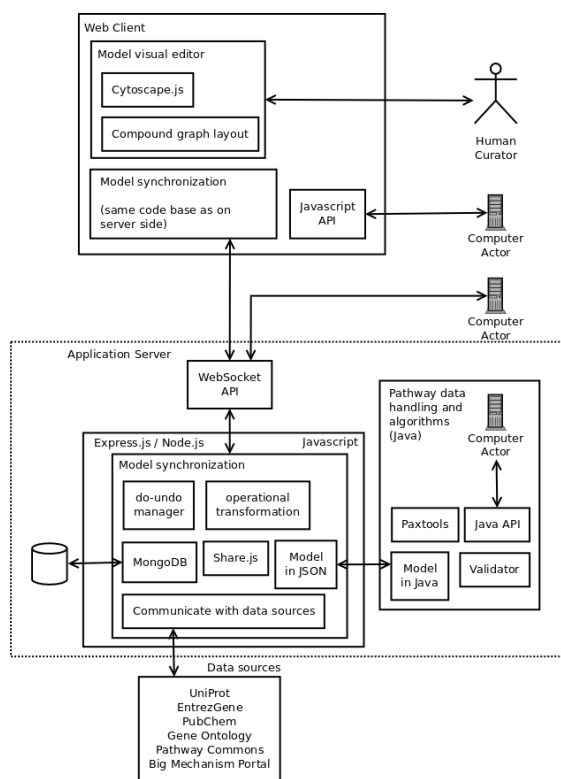 Web Client
Model visual editor
Cytoscape.js
Compound graph layout
Human
Curator
Model synchronization
(same code base as on
server side)
Javascript
API
Computer
Actor
Computer
Actor
Application Server
WebSocket
API
Pathway data
handling and
algorithms
(Java)
Computer
Actor
Express.js / Node.js
Javascript
Model synchronization
do-undo
manager
operational
transformation
Paxtools
Java API
MongoDB
Share.js
Model
in JSON
Model
in Java
Validator
Communicate with data sources
Data sources
UniProt
EntrezGene
PubChem
Gene Ontology
Pathway Commons
Big Mechanism Portal